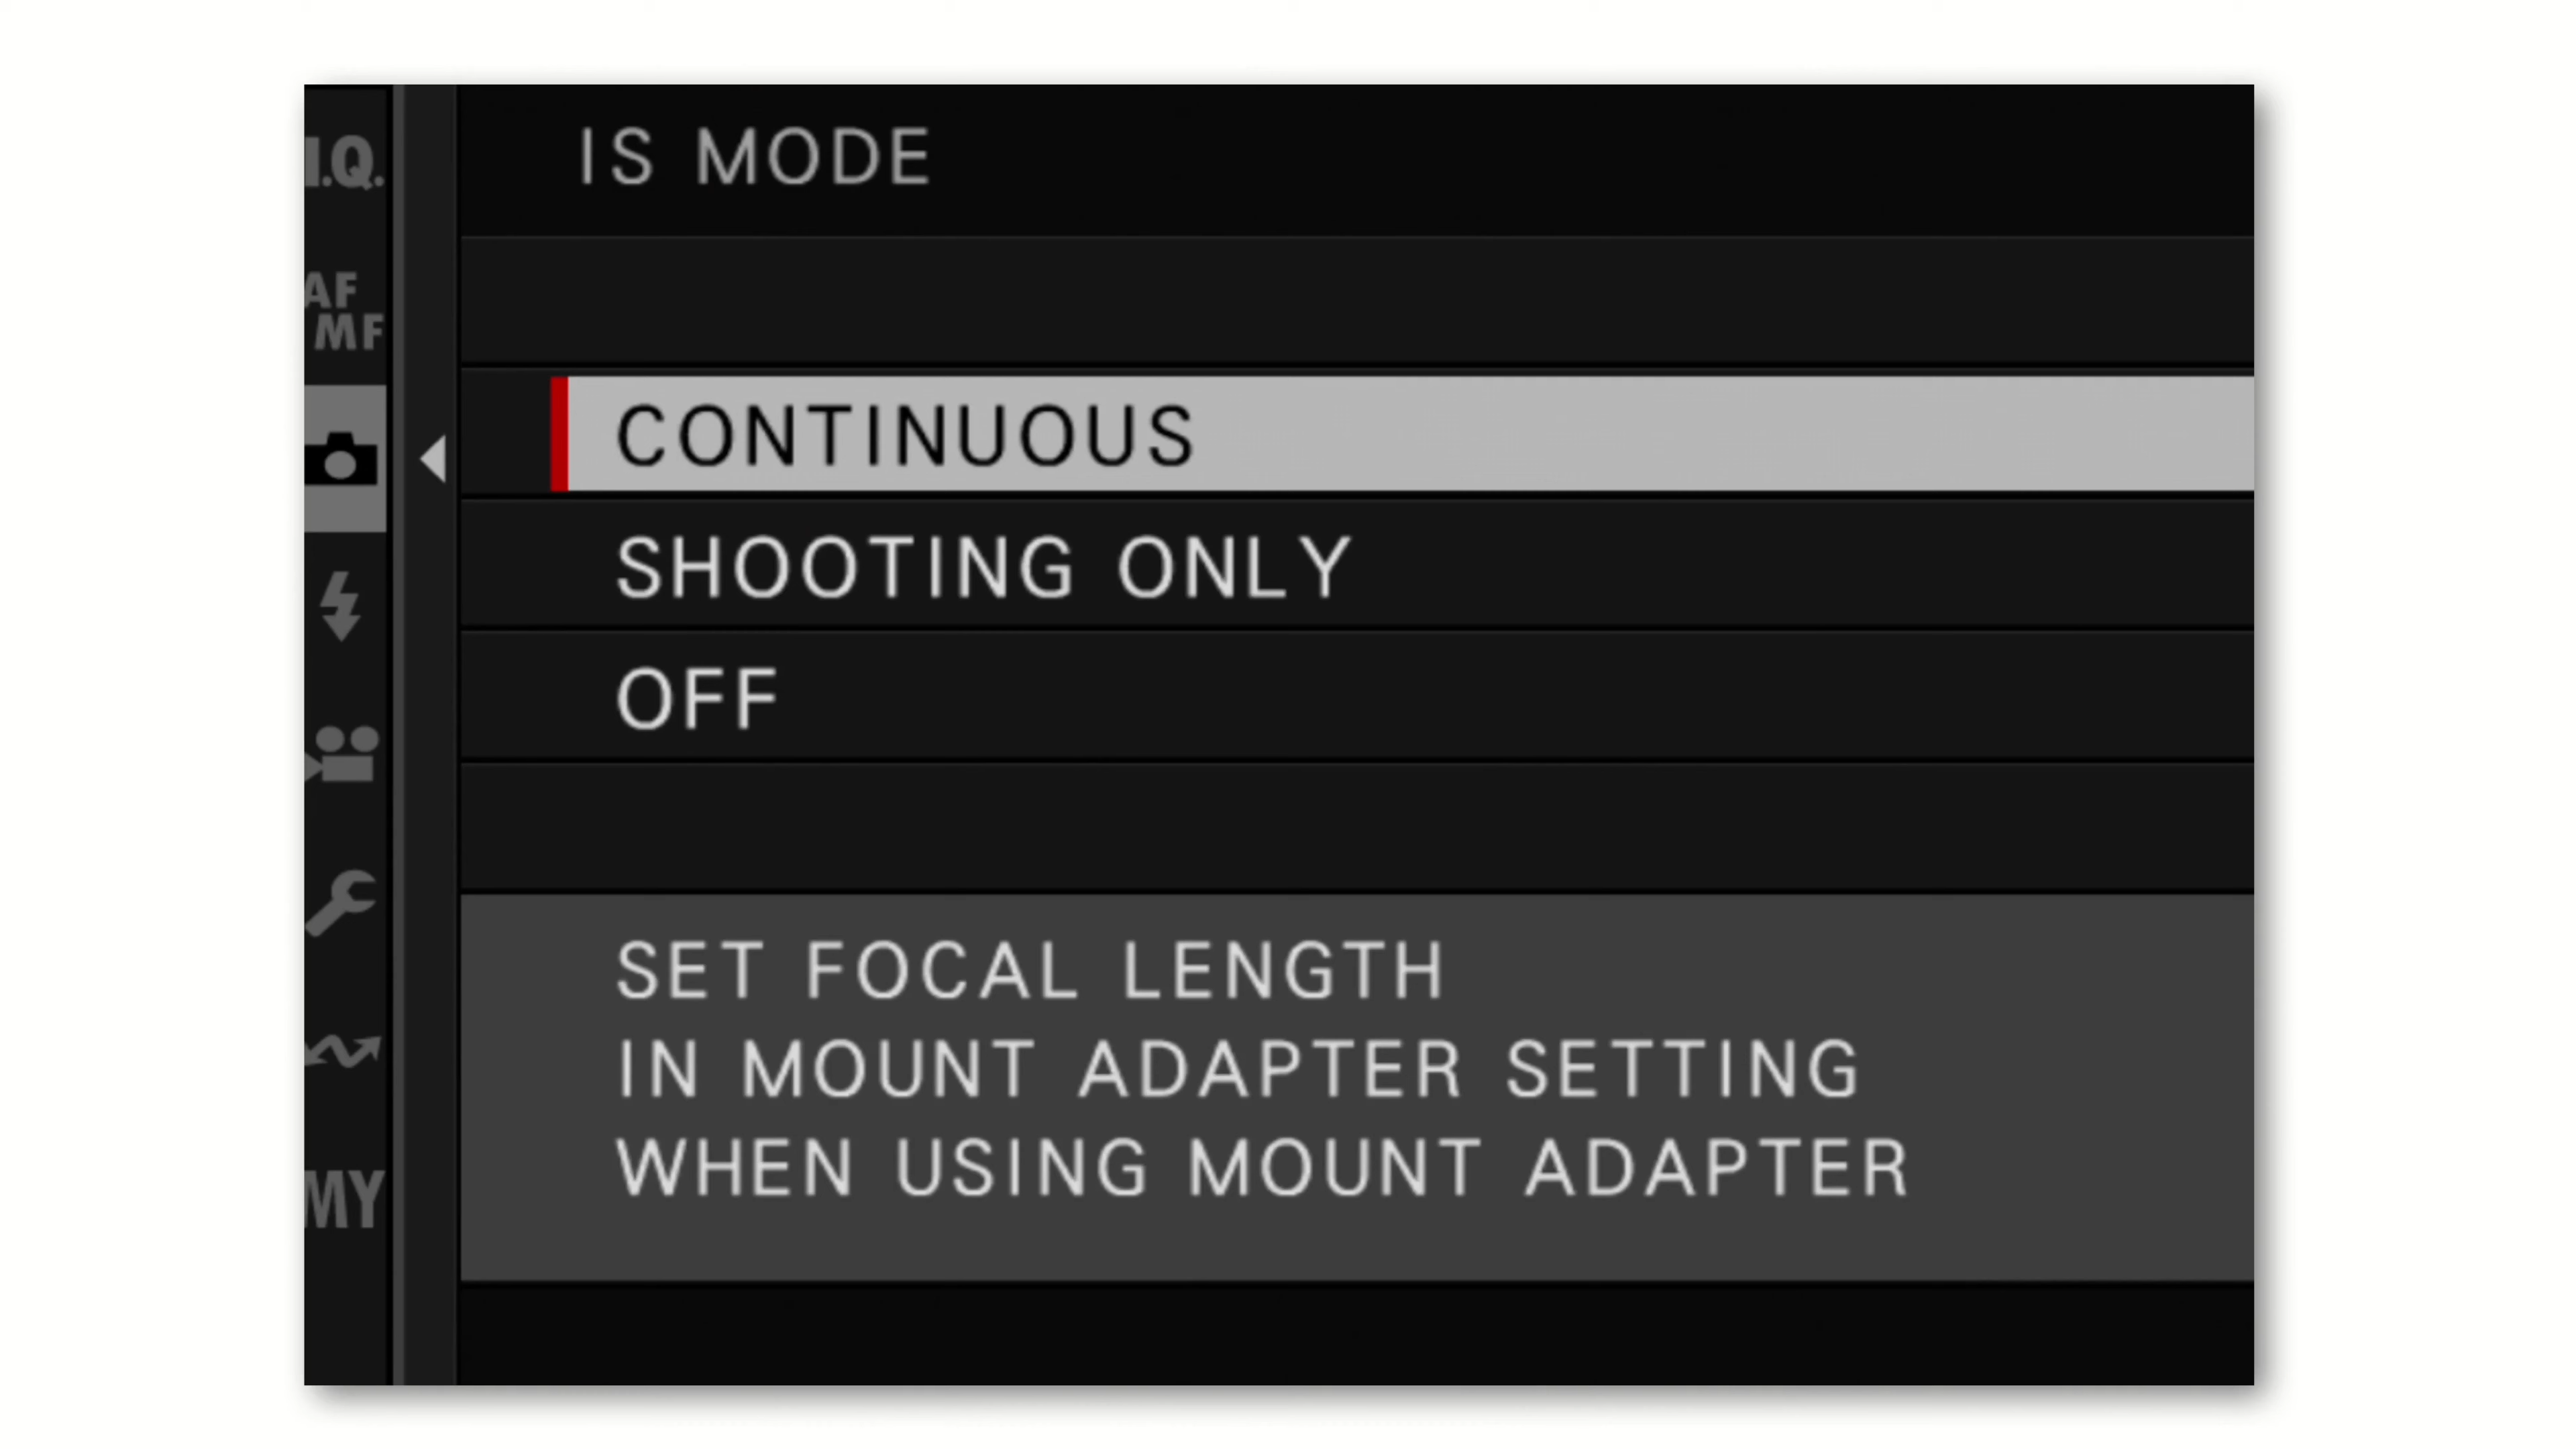 I.Q.
AF
MF
MY
IS MODE
CONTINUOUS
SHOOTING ONLY
OFF
SET FOCAL LENGTH
IN MOUNT ADAPTER SETTING
WHEN USING MOUNT ADAPTER